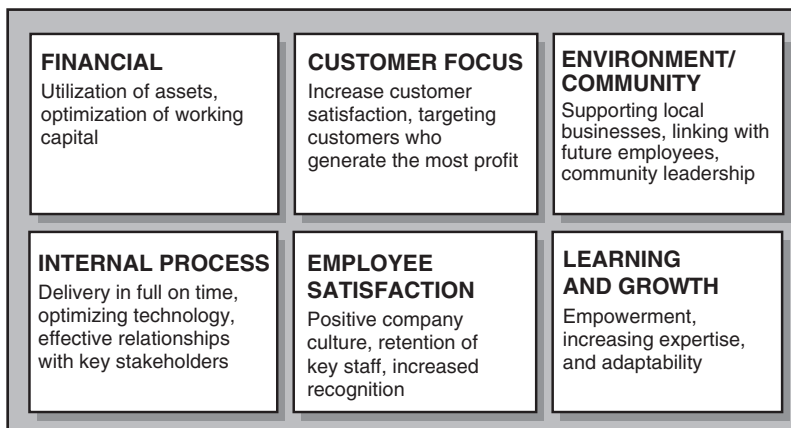 FINANCIAL
Utilization of assets,
optimization of working
capital
CUSTOMER FOCUS
Increase customer
satisfaction, targeting
customers who
generate the most profit
ENVIRONMENT/
COMMUNITY
Supporting local
businesses, linking with
future employees,
community leadership
INTERNAL PROCESS
Delivery in full on time,
optimizing technology,
effective relationships
with key stakeholders
EMPLOYEE
SATISFACTION
Positive company
culture, retention of
key staff, increased
recognition
LEARNING
AND GROWTH
Empowerment,
increasing expertise,
and adaptability